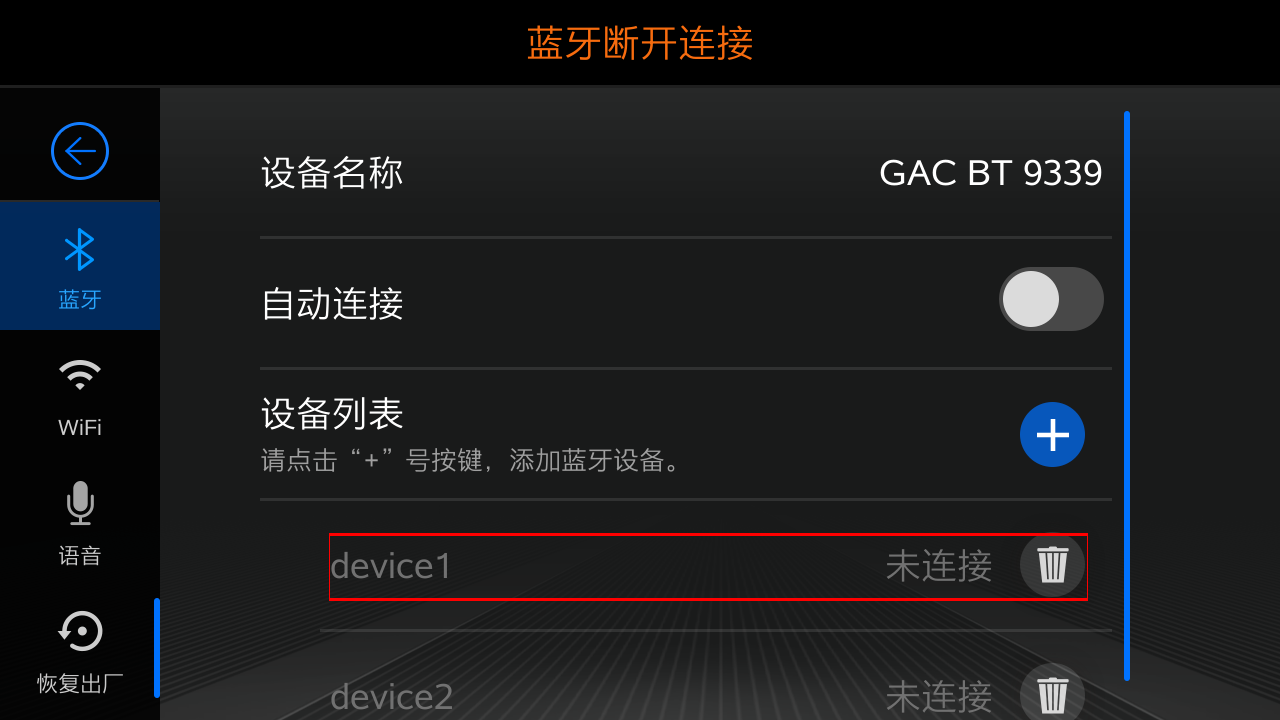 蓝牙断开连接
蓝牙
WiFi
语音
恢复出厂
设备名称 GAC BT 9339
自动连接
设备列表
请点击“+”号按键，添加蓝牙设备。
device1 未连接
device2 未连接